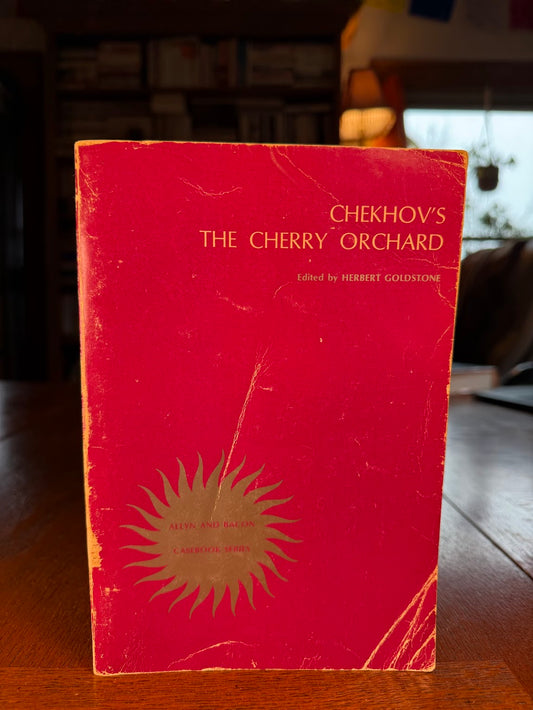 CHEKHOV'S
THE CHERRY ORCHARD
Edited by HERBERT GOLDSTONE
ALLYN AND BACON
CASEBOOK SERIES